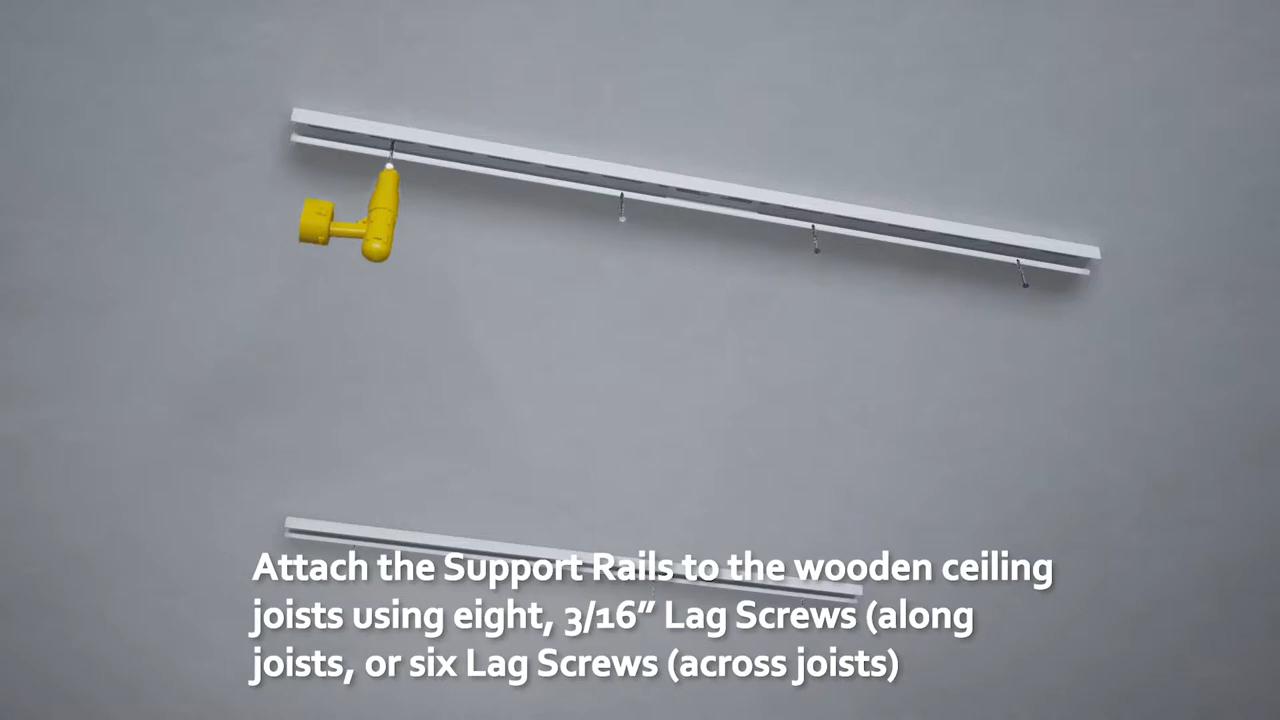 Attach the Support Rails to the wooden ceiling
joists using eight, 3/16” Lag Screws (along
joists, or six Lag Screws (across joists)